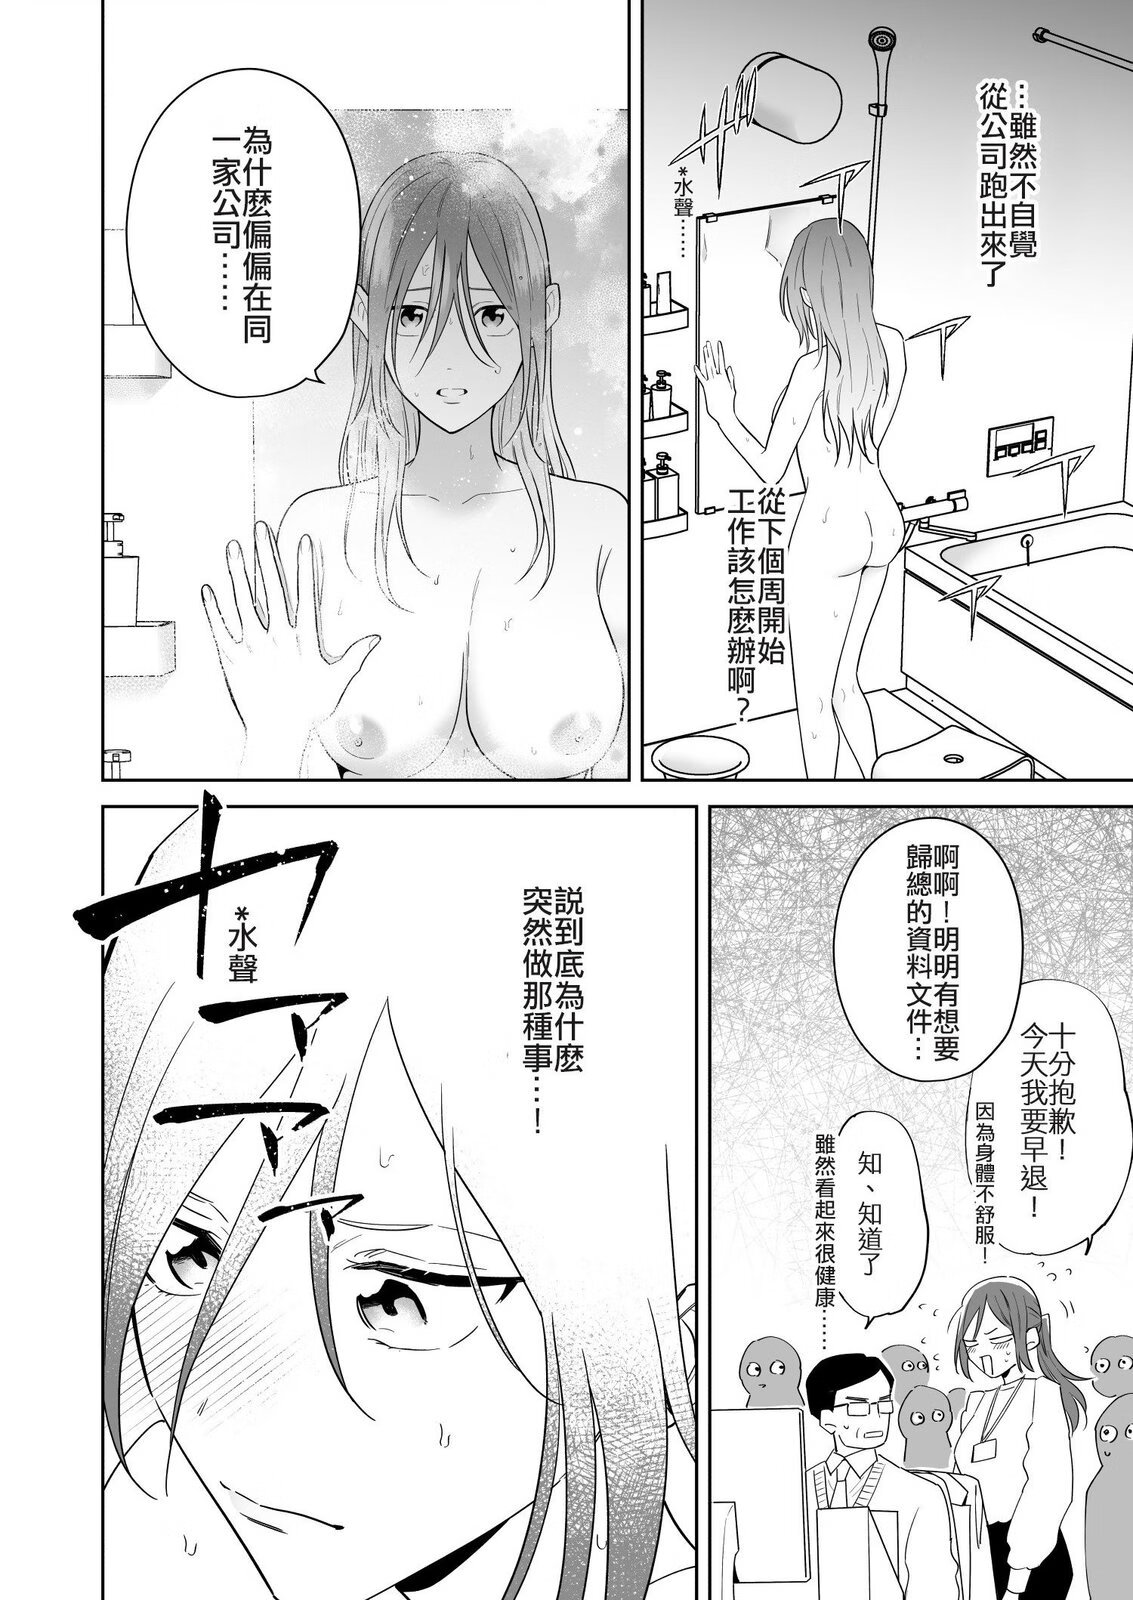 …雖然不自覺
從公司跑出來了
*水聲……
從下個周開始
工作該怎麽辦啊？
為什麽偏偏在同
一家公司……
啊啊！明明有想要
歸總的資料文件…
十分抱歉！
今天我要早退！
因為身體不舒服！
知、知道了
雖然看起來很健康……
說到底為什麽
突然做那種事…！
*水聲